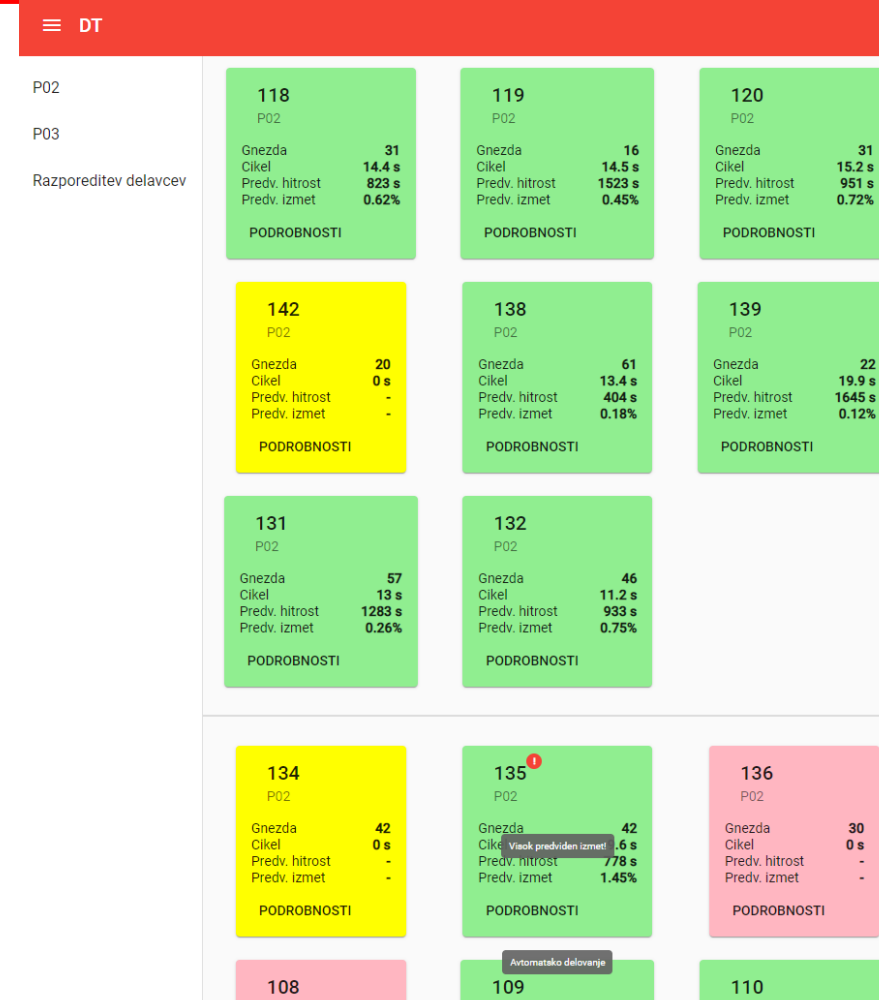 DT
P02
P03
Razporeditev delavcev
118
P02
Gnezda 31
Cikel 14.4 s
Predv. hitrost 823 s
Predv. izmet 0.62%
PODROBNOSTI
119
P02
Gnezda 16
Cikel 14.5 s
Predv. hitrost 1523 s
Predv. izmet 0.45%
PODROBNOSTI
120
P02
Gnezda 31
Cikel 15.2 s
Predv. hitrost 951 s
Predv. izmet 0.72%
PODROBNOSTI
142
P02
Gnezda 20
Cikel 0 s
Predv. hitrost -
Predv. izmet -
PODROBNOSTI
138
P02
Gnezda 61
Cikel 13.4 s
Predv. hitrost 404 s
Predv. izmet 0.18%
PODROBNOSTI
139
P02
Gnezda 22
Cikel 19.9 s
Predv. hitrost 1645 s
Predv. izmet 0.12%
PODROBNOSTI
131
P02
Gnezda 57
Cikel 13 s
Predv. hitrost 1283 s
Predv. izmet 0.26%
PODROBNOSTI
132
P02
Gnezda 46
Cikel 11.2 s
Predv. hitrost 933 s
Predv. izmet 0.75%
PODROBNOSTI
134
P02
Gnezda 42
Cikel 0 s
Predv. hitrost -
Predv. izmet -
PODROBNOSTI
135 !
P02
Gnezda 42
Visok predviden izmet!
.6 s
Predv. hitrost 778 s
Predv. izmet 1.45%
PODROBNOSTI
136
P02
Gnezda 30
Cikel 0 s
Predv. hitrost -
Predv. izmet -
PODROBNOSTI
Avtomatsko delovanje
108
109
110